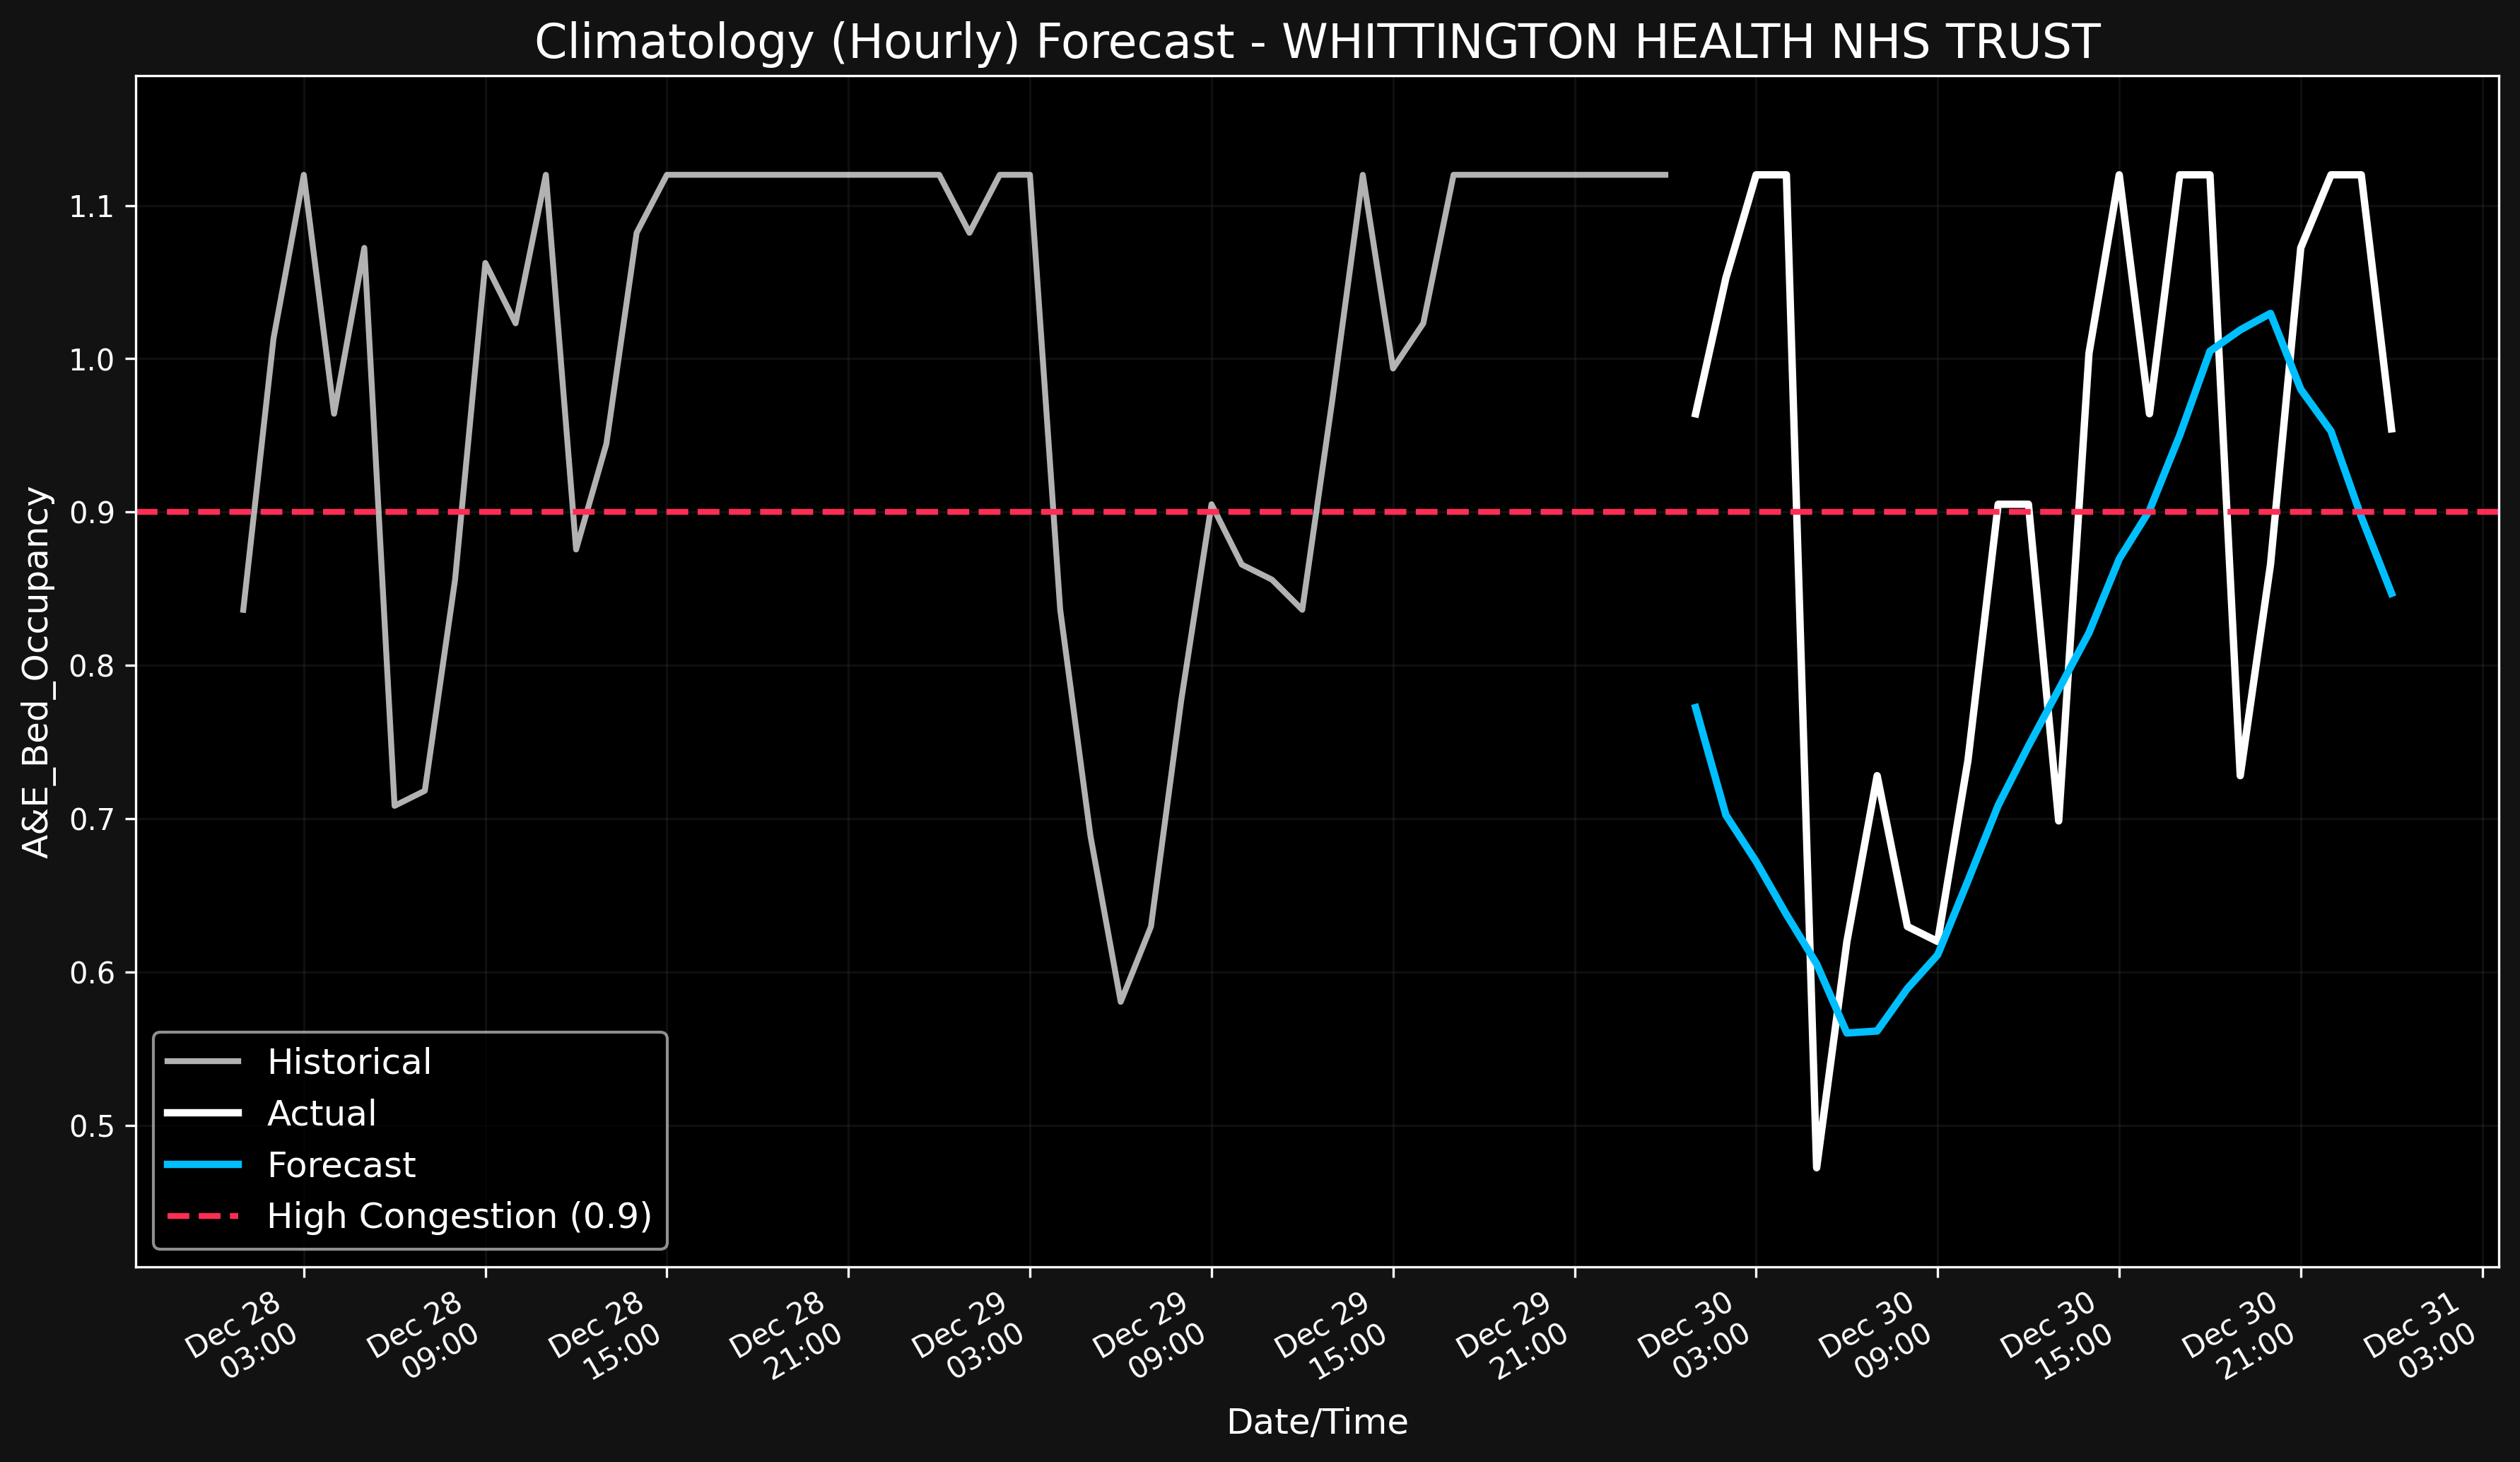 Climatology (Hourly) Forecast - WHITTINGTON HEALTH NHS TRUST
A&E_Bed_Occupancy
1.1
1.0
0.9
0.8
0.7
0.6
0.5
Historical
Actual
Forecast
High Congestion (0.9)
Dec 28
03:00
Dec 28
09:00
Dec 28
15:00
Dec 28
21:00
Dec 29
03:00
Dec 29
09:00
Dec 29
15:00
Dec 29
21:00
Dec 30
03:00
Dec 30
09:00
Dec 30
15:00
Dec 30
21:00
Dec 31
03:00
Date/Time